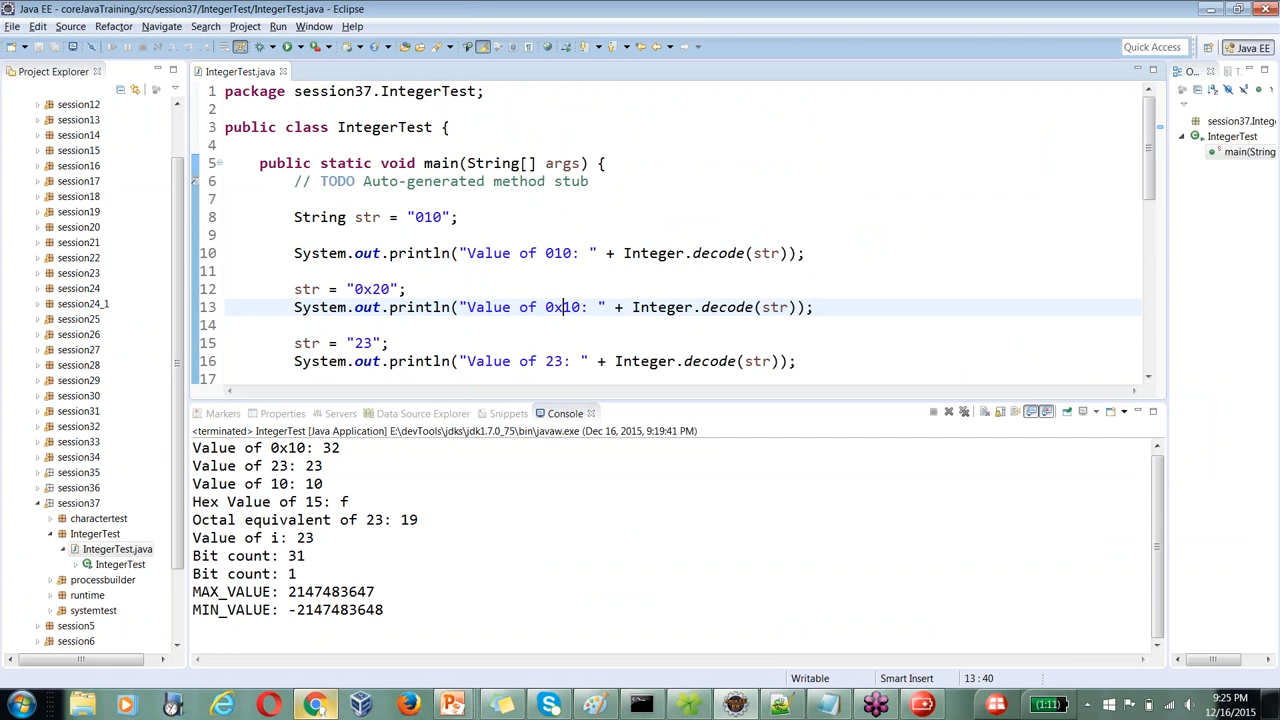 Java EE - coreJavaTraining/src/session37/IntegerTest/IntegerTest.java - Eclipse
File Edit Source Refactor Navigate Search Project Run Window Help
Quick Access
Java EE
Project Explorer
session12
session13
session14
session15
session16
session17
session18
session19
session20
session21
session22
session23
session24
session24_1
session25
session26
session27
session28
session29
session30
session31
session32
session33
session34
session35
session36
session37
charactertest
IntegerTest
IntegerTest.java
IntegerTest
processbuilder
runtime
systemtest
session5
session6
IntegerTest.java
1 package session37.IntegerTest;
2
3 public class IntegerTest {
4
5 public static void main(String[] args) {
6 // TODO Auto-generated method stub
7
8 String str = "010";
9
10 System.out.println("Value of 010: " + Integer.decode(str));
11
12 str = "0x20";
13 System.out.println("Value of 0x10: " + Integer.decode(str));
14
15 str = "23";
16 System.out.println("Value of 23: " + Integer.decode(str));
17
O...
T.
session37.Integ
IntegerTest
main(String
Markers Properties Servers Data Source Explorer Snippets Console
<terminated> IntegerTest [Java Application] E:\devTools\jdks\jdk1.7.0_75\bin\javaw.exe (Dec 16, 2015, 9:19:41 PM)
Value of 0x10: 32
Value of 23: 23
Value of 10: 10
Hex Value of 15: f
Octal equivalent of 23: 19
Value of i: 23
Bit count: 31
Bit count: 1
MAX_VALUE: 2147483647
MIN_VALUE: -2147483648
Writable
Smart Insert
13 : 40
(1:11)
9:25 PM
12/16/2015